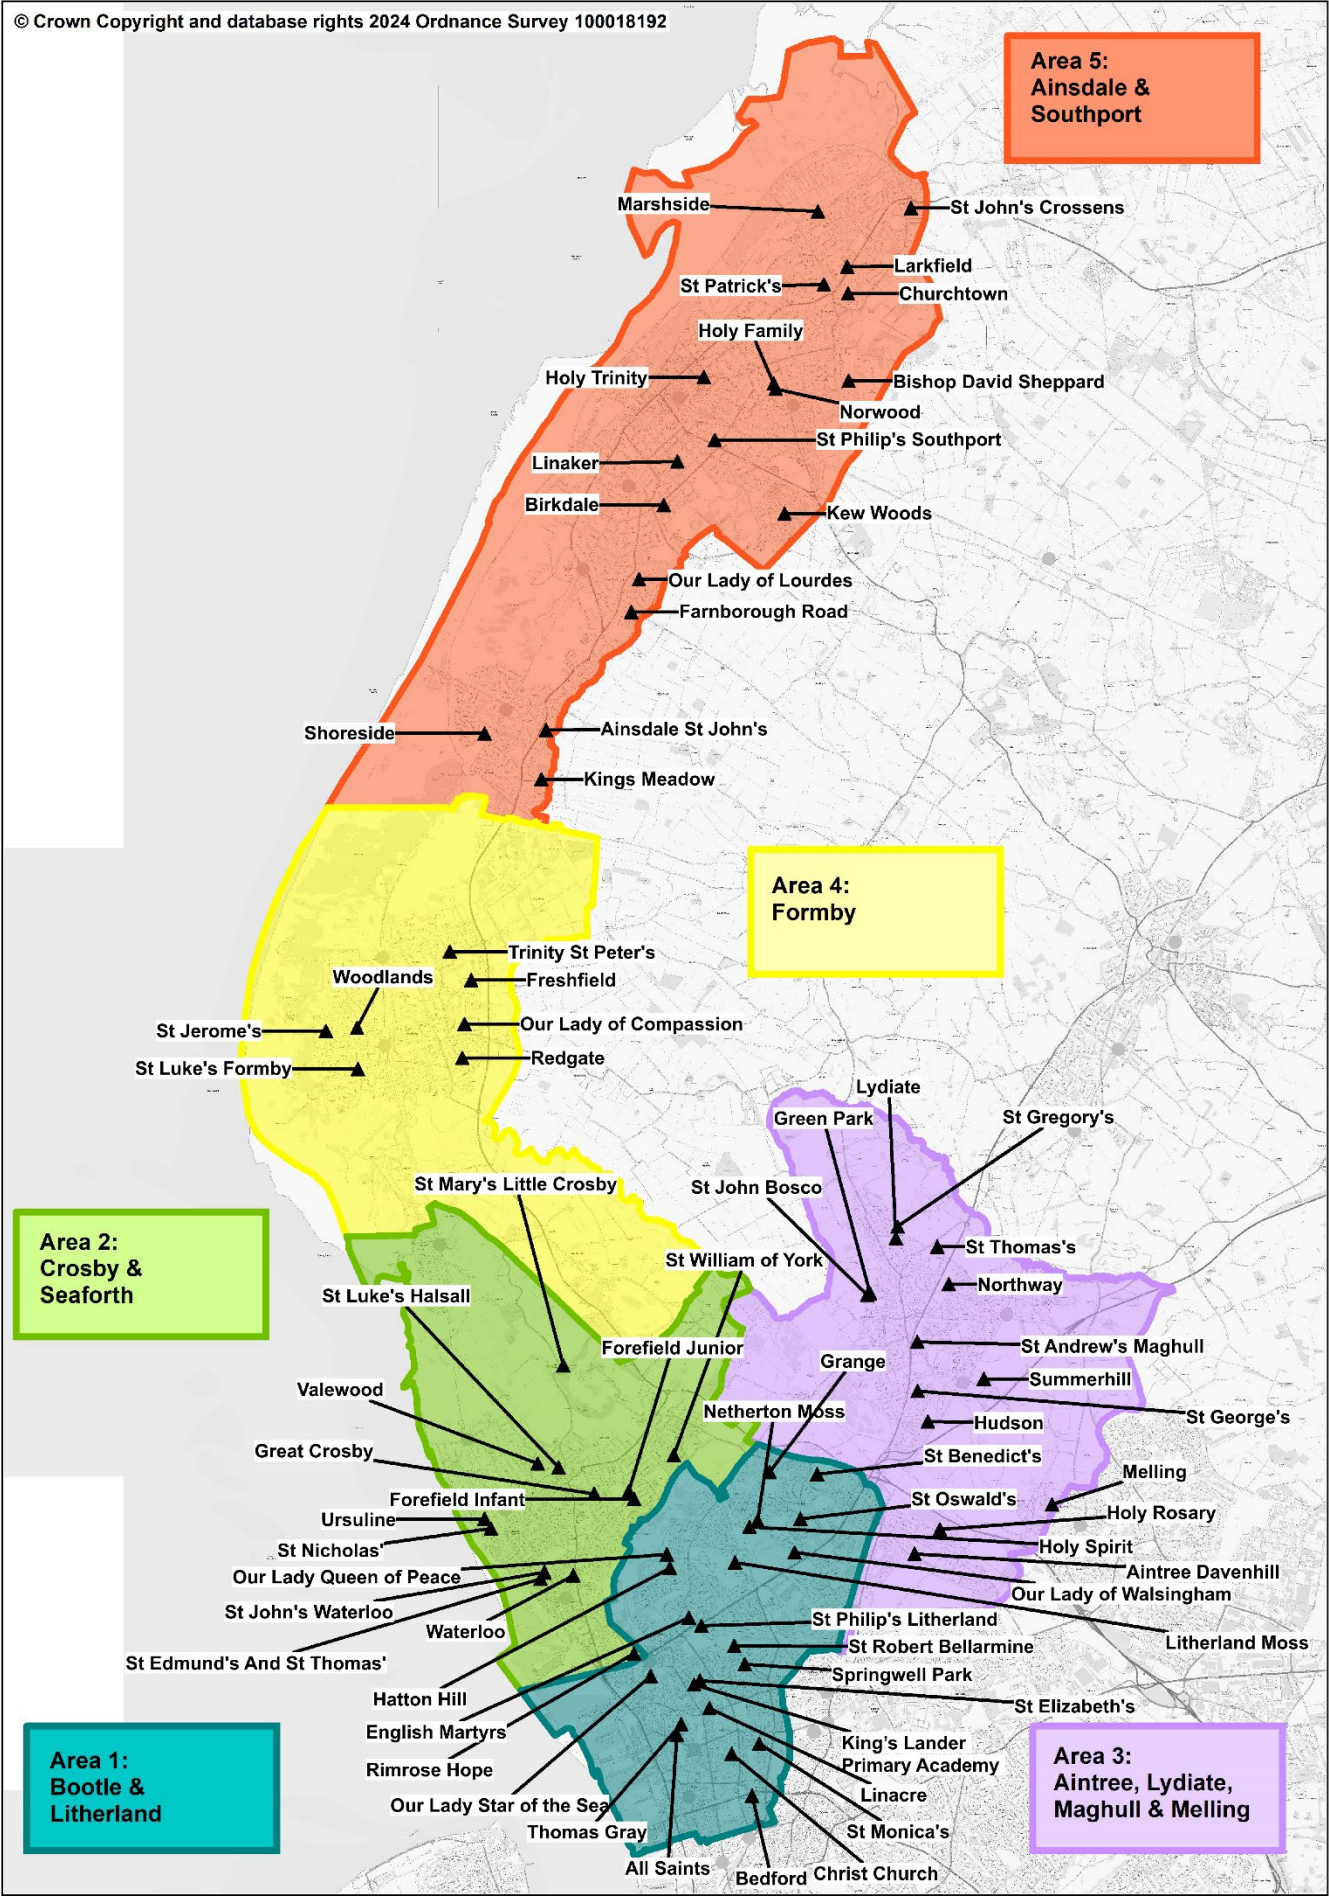 © Crown Copyright and database rights 2024 Ordnance Survey 100018192
Area 5:
Ainsdale &
Southport
Marshside
St John's Crossens
Larkfield
St Patrick's
Churchtown
Holy Family
Holy Trinity
Bishop David Sheppard
Norwood
St Philip's Southport
Linaker
Birkdale
Kew Woods
Our Lady of Lourdes
Farnborough Road
Shoreside
Ainsdale St John's
Kings Meadow
Area 4:
Formby
Trinity St Peter's
Woodlands
Freshfield
St Jerome's
Our Lady of Compassion
Redgate
St Luke's Formby
Lydiate
Green Park
St Gregory's
St Mary's Little Crosby
St John Bosco
Area 2:
Crosby &
Seaforth
St Thomas's
St William of York
Northway
St Luke's Halsall
Forefield Junior
St Andrew's Maghull
Grange
Summerhill
Valewood
Netherton Moss
St George's
Hudson
Great Crosby
St Benedict's
Melling
Forefield Infant
St Oswald's
Ursuline
Holy Rosary
St Nicholas'
Holy Spirit
Our Lady Queen of Peace
Aintree Davenhill
Our Lady of Walsingham
St John's Waterloo
St Philip's Litherland
Waterloo
Litherland Moss
St Robert Bellarmine
St Edmund's And St Thomas'
Springwell Park
Hatton Hill
St Elizabeth's
English Martyrs
King's Lander
Primary Academy
Area 1:
Bootle &
Litherland
Area 3:
Aintree, Lydiate,
Maghull & Melling
Rimrose Hope
Linacre
Our Lady Star of the Sea
Thomas Gray
St Monica's
All Saints
Bedford
Christ Church